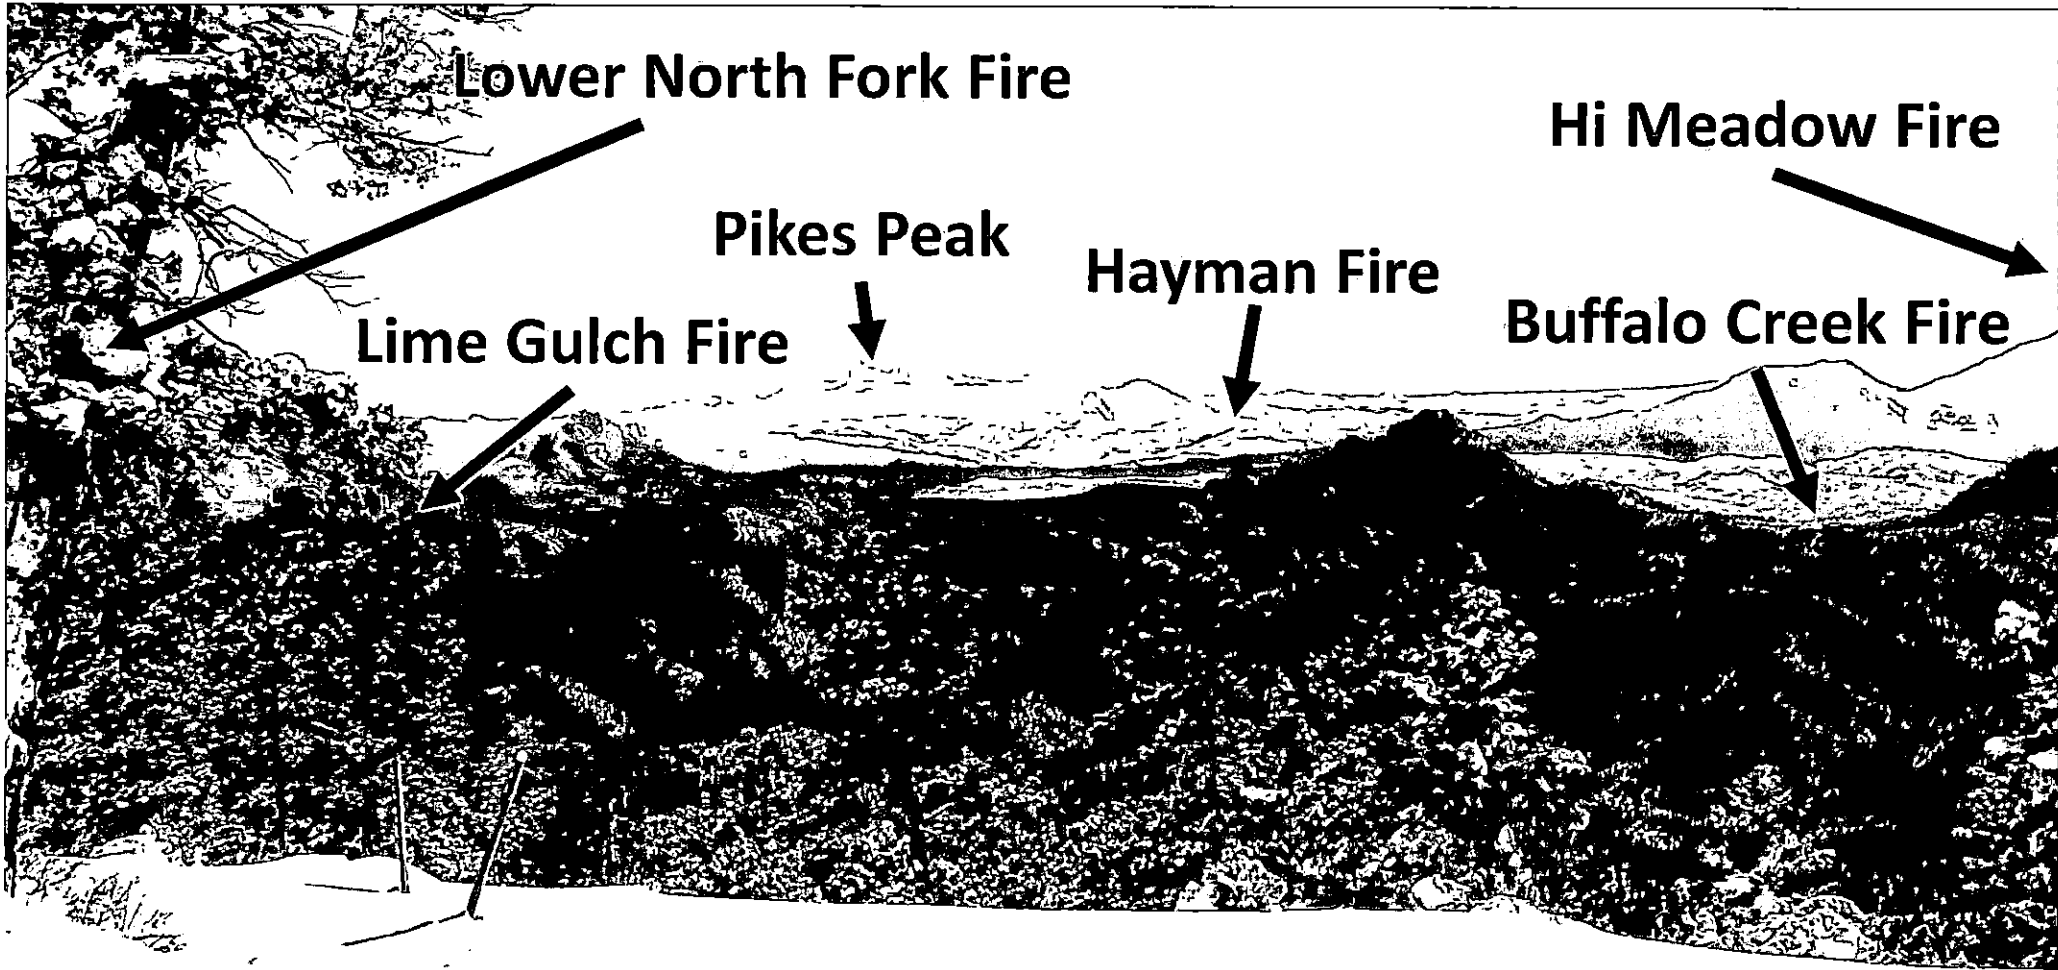 Lower North Fork Fire
Hi Meadow Fire
Pikes Peak
Hayman Fire
Buffalo Creek Fire
Lime Gulch Fire